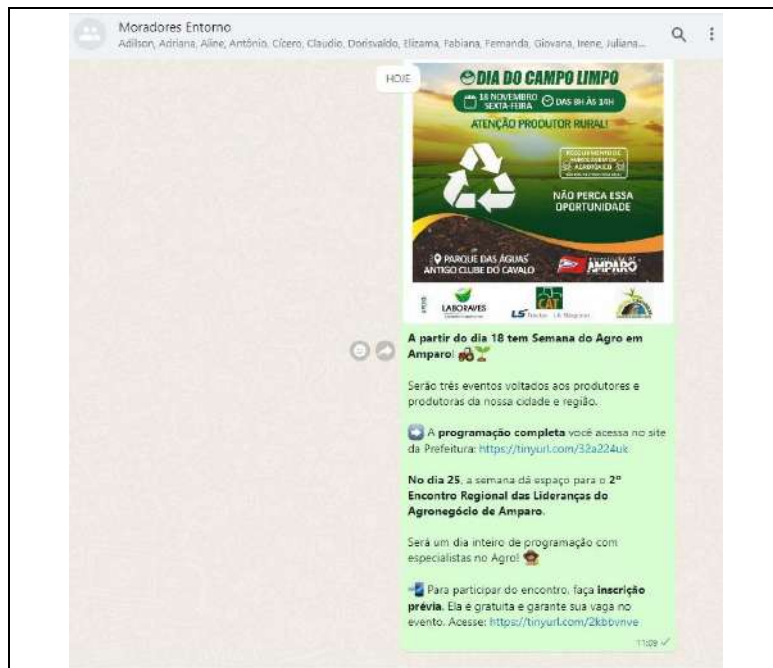 Moradores Entorno
Adilson, Adriana, Aline, Antônio, Cícero, Claudio, Dorisvaldo, Elizama, Fabiana, Fernanda, Giovana, Irene, Juliana...
HOJE
DIA DO CAMPO LIMPO
18 NOVEMBRO
SEXTA-FEIRA
DAS 8H ÀS 14H
ATENÇÃO PRODUTOR RURAL!
RECEBIMENTO DE
AGROTÓXICO
NÃO PERCA ESSA
OPORTUNIDADE
PARQUE DAS ÁGUAS
ANTIGO CLUBE DO CAVALO
AMPARO
LABORAVES
LS Tractor
CAT
A partir do dia 18 tem Semana do Agro em
Amparo! 🚜🌱
Serão três eventos voltados aos produtores e
produtoras da nossa cidade e região.
➡️ A programação completa você acessa no site
da Prefeitura: https://tinyurl.com/32a224uk
No dia 25, a semana dá espaço para o 2º
Encontro Regional das Lideranças do
Agronegócio de Amparo.
Será um dia inteiro de programação com
especialistas no Agro!
📲 Para participar do encontro, faça inscrição
prévia. Ela é gratuita e garante sua vaga no
evento. Acesse: https://tinyurl.com/2kbbvnve
11:09